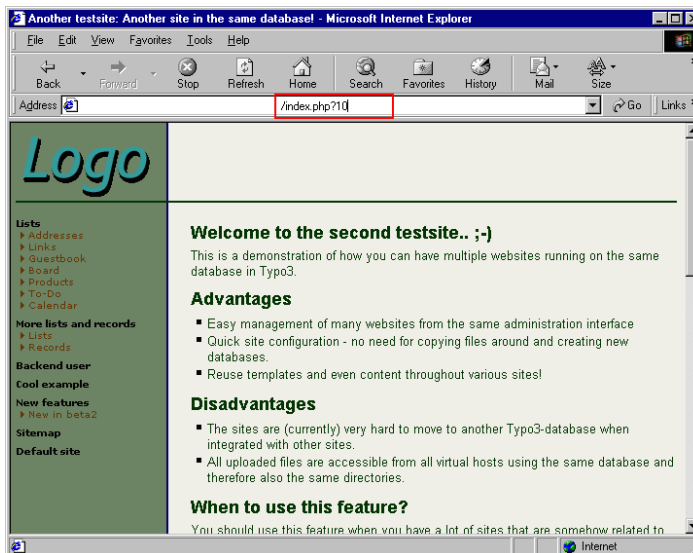 Another testsite: Another site in the same database! - Microsoft Internet Explorer
File Edit View Favorites Tools Help
Back Forward Stop Refresh Home Search Favorites History Mail Size
Address /index.php?10 Go Links
Logo
Lists
Addresses
Links
Guestbook
Board
Products
To-Do
Calendar
More lists and records
Lists
Records
Backend user
Cool example
New features
New in beta2
Sitemap
Default site
Welcome to the second testsite.. ;-)
This is a demonstration of how you can have multiple websites running on the same
database in Typo3.
Advantages
Easy management of many websites from the same administration interface
Quick site configuration - no need for copying files around and creating new
databases.
Reuse templates and even content throughout various sites!
Disadvantages
The sites are (currently) very hard to move to another Typo3-database when
integrated with other sites.
All uploaded files are accessible from all virtual hosts using the same database and
therefore also the same directories.
When to use this feature?
You should use this feature when you have a lot of sites that are somehow related to
Internet